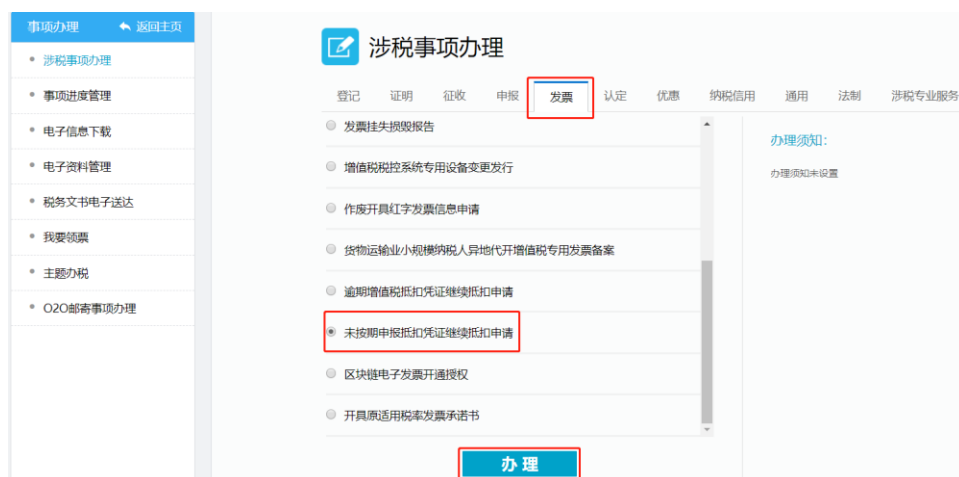 事项办理 返回主页
涉税事项办理
事项进度管理
电子信息下载
电子资料管理
税务文书电子送达
我要领票
主题办税
O2O邮寄事项办理
涉税事项办理
登记 证明 征收 申报 发票 认定 优惠 纳税信用 通用 法制 涉税专业服务
发票挂失损毁报告
增值税税控系统专用设备变更发行
作废开具红字发票信息申请
货物运输业小规模纳税人异地代开增值税专用发票备案
逾期增值税抵扣凭证继续抵扣申请
未按期申报抵扣凭证继续抵扣申请
区块链电子发票开通授权
开具原适用税率发票承诺书
办理
办理须知:
办理须知未设置